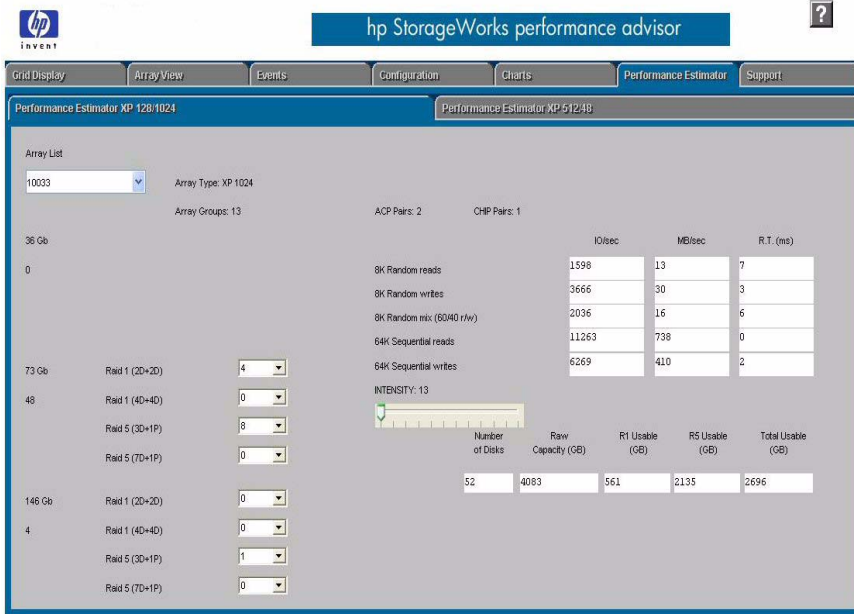 hp
invent
hp StorageWorks performance advisor
?
Grid Display Array View Events Configuration Charts Performance Estimator Support
Performance Estimator XP 128/1024 Performance Estimator XP 512/48
Array List
10033 Array Type: XP 1024
Array Groups: 13 ACP Pairs: 2 CHIP Pairs: 1
36 Gb IO/sec MB/sec R.T. (ms)
0 8K Random reads 1598 13 7
8K Random writes 3666 30 3
8K Random mix (60/40 r/w) 2036 16 6
64K Sequential reads 11263 738 0
73 Gb Raid 1 (2D+2D) 4 64K Sequential writes 6269 410 2
48 Raid 1 (4D+4D) 0 INTENSITY: 13
Raid 5 (3D+1P) 8
Raid 5 (7D+1P) 0
Number of Disks Raw Capacity (GB) R1 Usable (GB) R5 Usable (GB) Total Usable (GB)
52 4083 561 2135 2696
146 Gb Raid 1 (2D+2D) 0
4 Raid 1 (4D+4D) 0
Raid 5 (3D+1P) 1
Raid 5 (7D+1P) 0